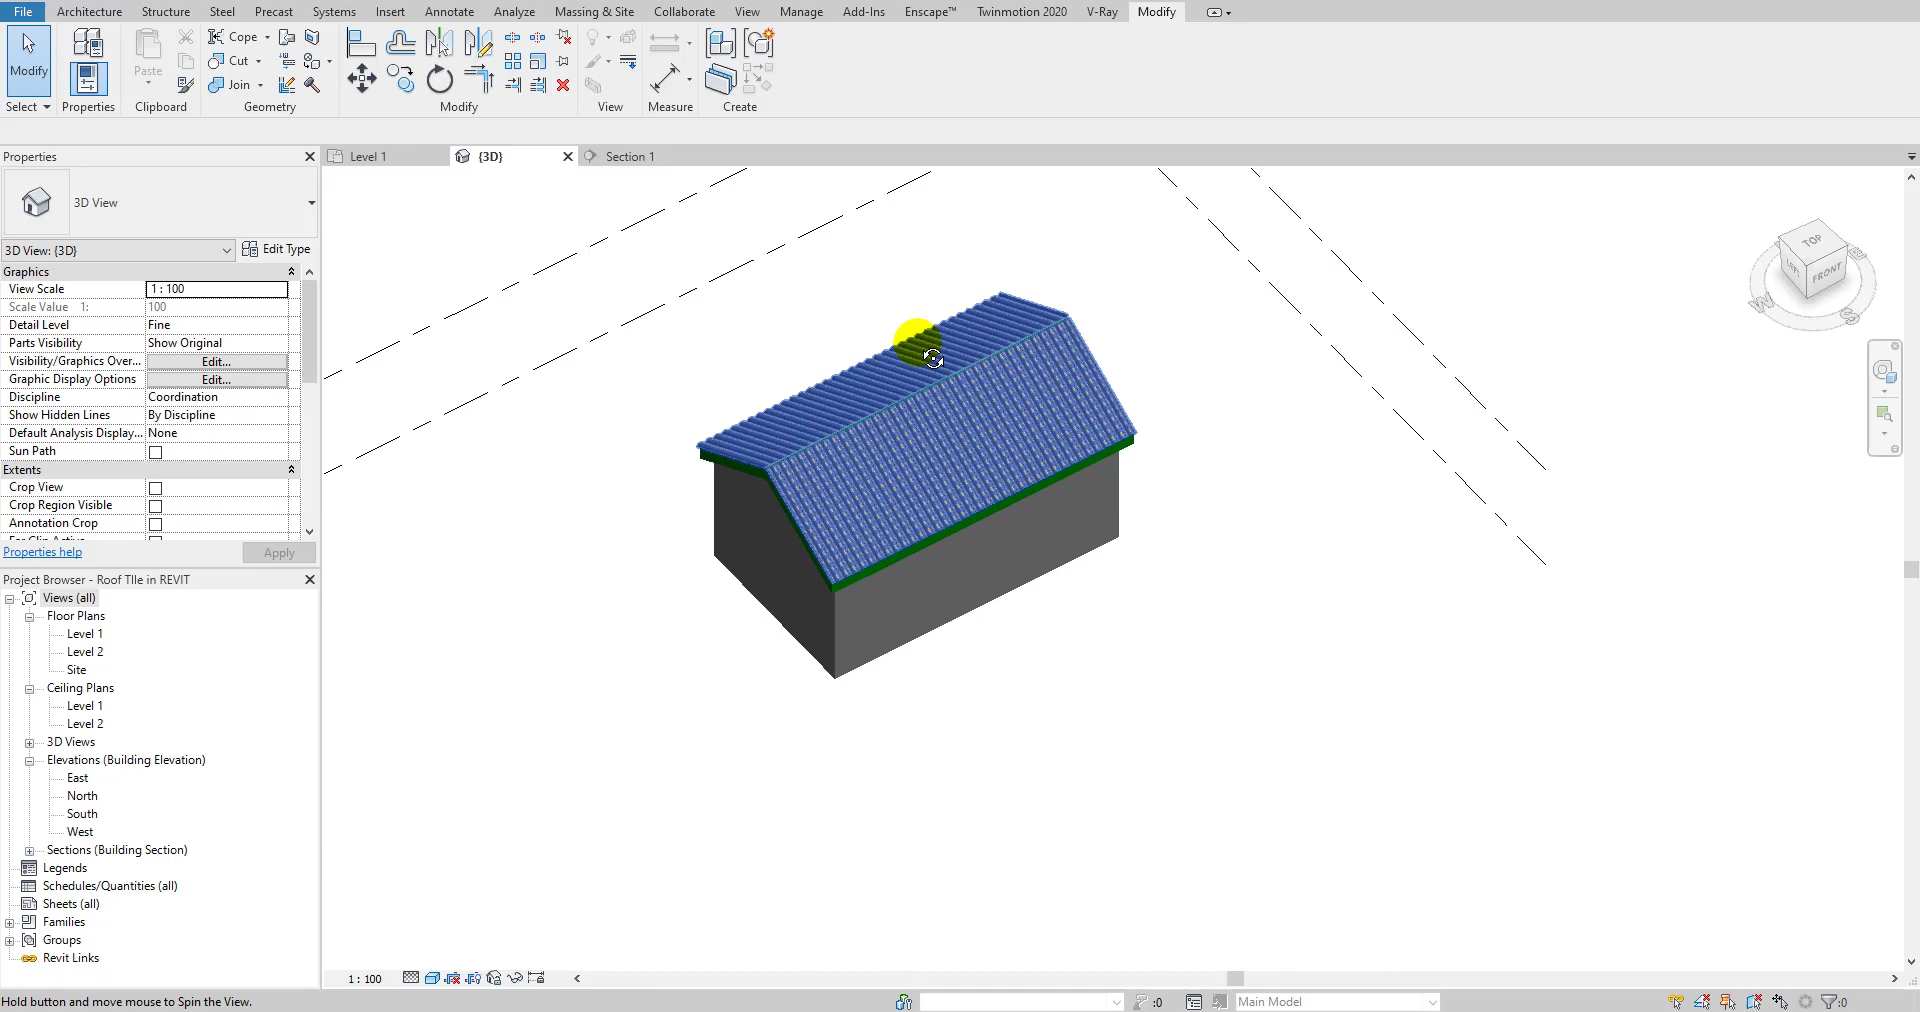 File Architecture Structure Steel Precast Systems Insert Annotate Analyze Massing & Site Collaborate View Manage Add-Ins Enscape™ Twinmotion 2020 V-Ray Modify
Modify
Paste
Cope
Cut
Join
Select Properties Clipboard Geometry Modify View Measure Create
Properties
Level 1
{3D}
Section 1
3D View
3D View: {3D}
Edit Type
Graphics
View Scale 1 : 100
Scale Value 1: 100
Detail Level Fine
Parts Visibility Show Original
Visibility/Graphics Over... Edit...
Graphic Display Options Edit...
Discipline Coordination
Show Hidden Lines By Discipline
Default Analysis Display... None
Sun Path
Extents
Crop View
Crop Region Visible
Annotation Crop
Properties help
Apply
Project Browser - Roof TIle in REVIT
Views (all)
Floor Plans
Level 1
Level 2
Site
Ceiling Plans
Level 1
Level 2
3D Views
Elevations (Building Elevation)
East
North
South
West
Sections (Building Section)
Legends
Schedules/Quantities (all)
Sheets (all)
Families
Groups
Revit Links
TOP
LEFT
FRONT
W
S
1 : 100
Hold button and move mouse to Spin the View.
:0
Main Model
:0